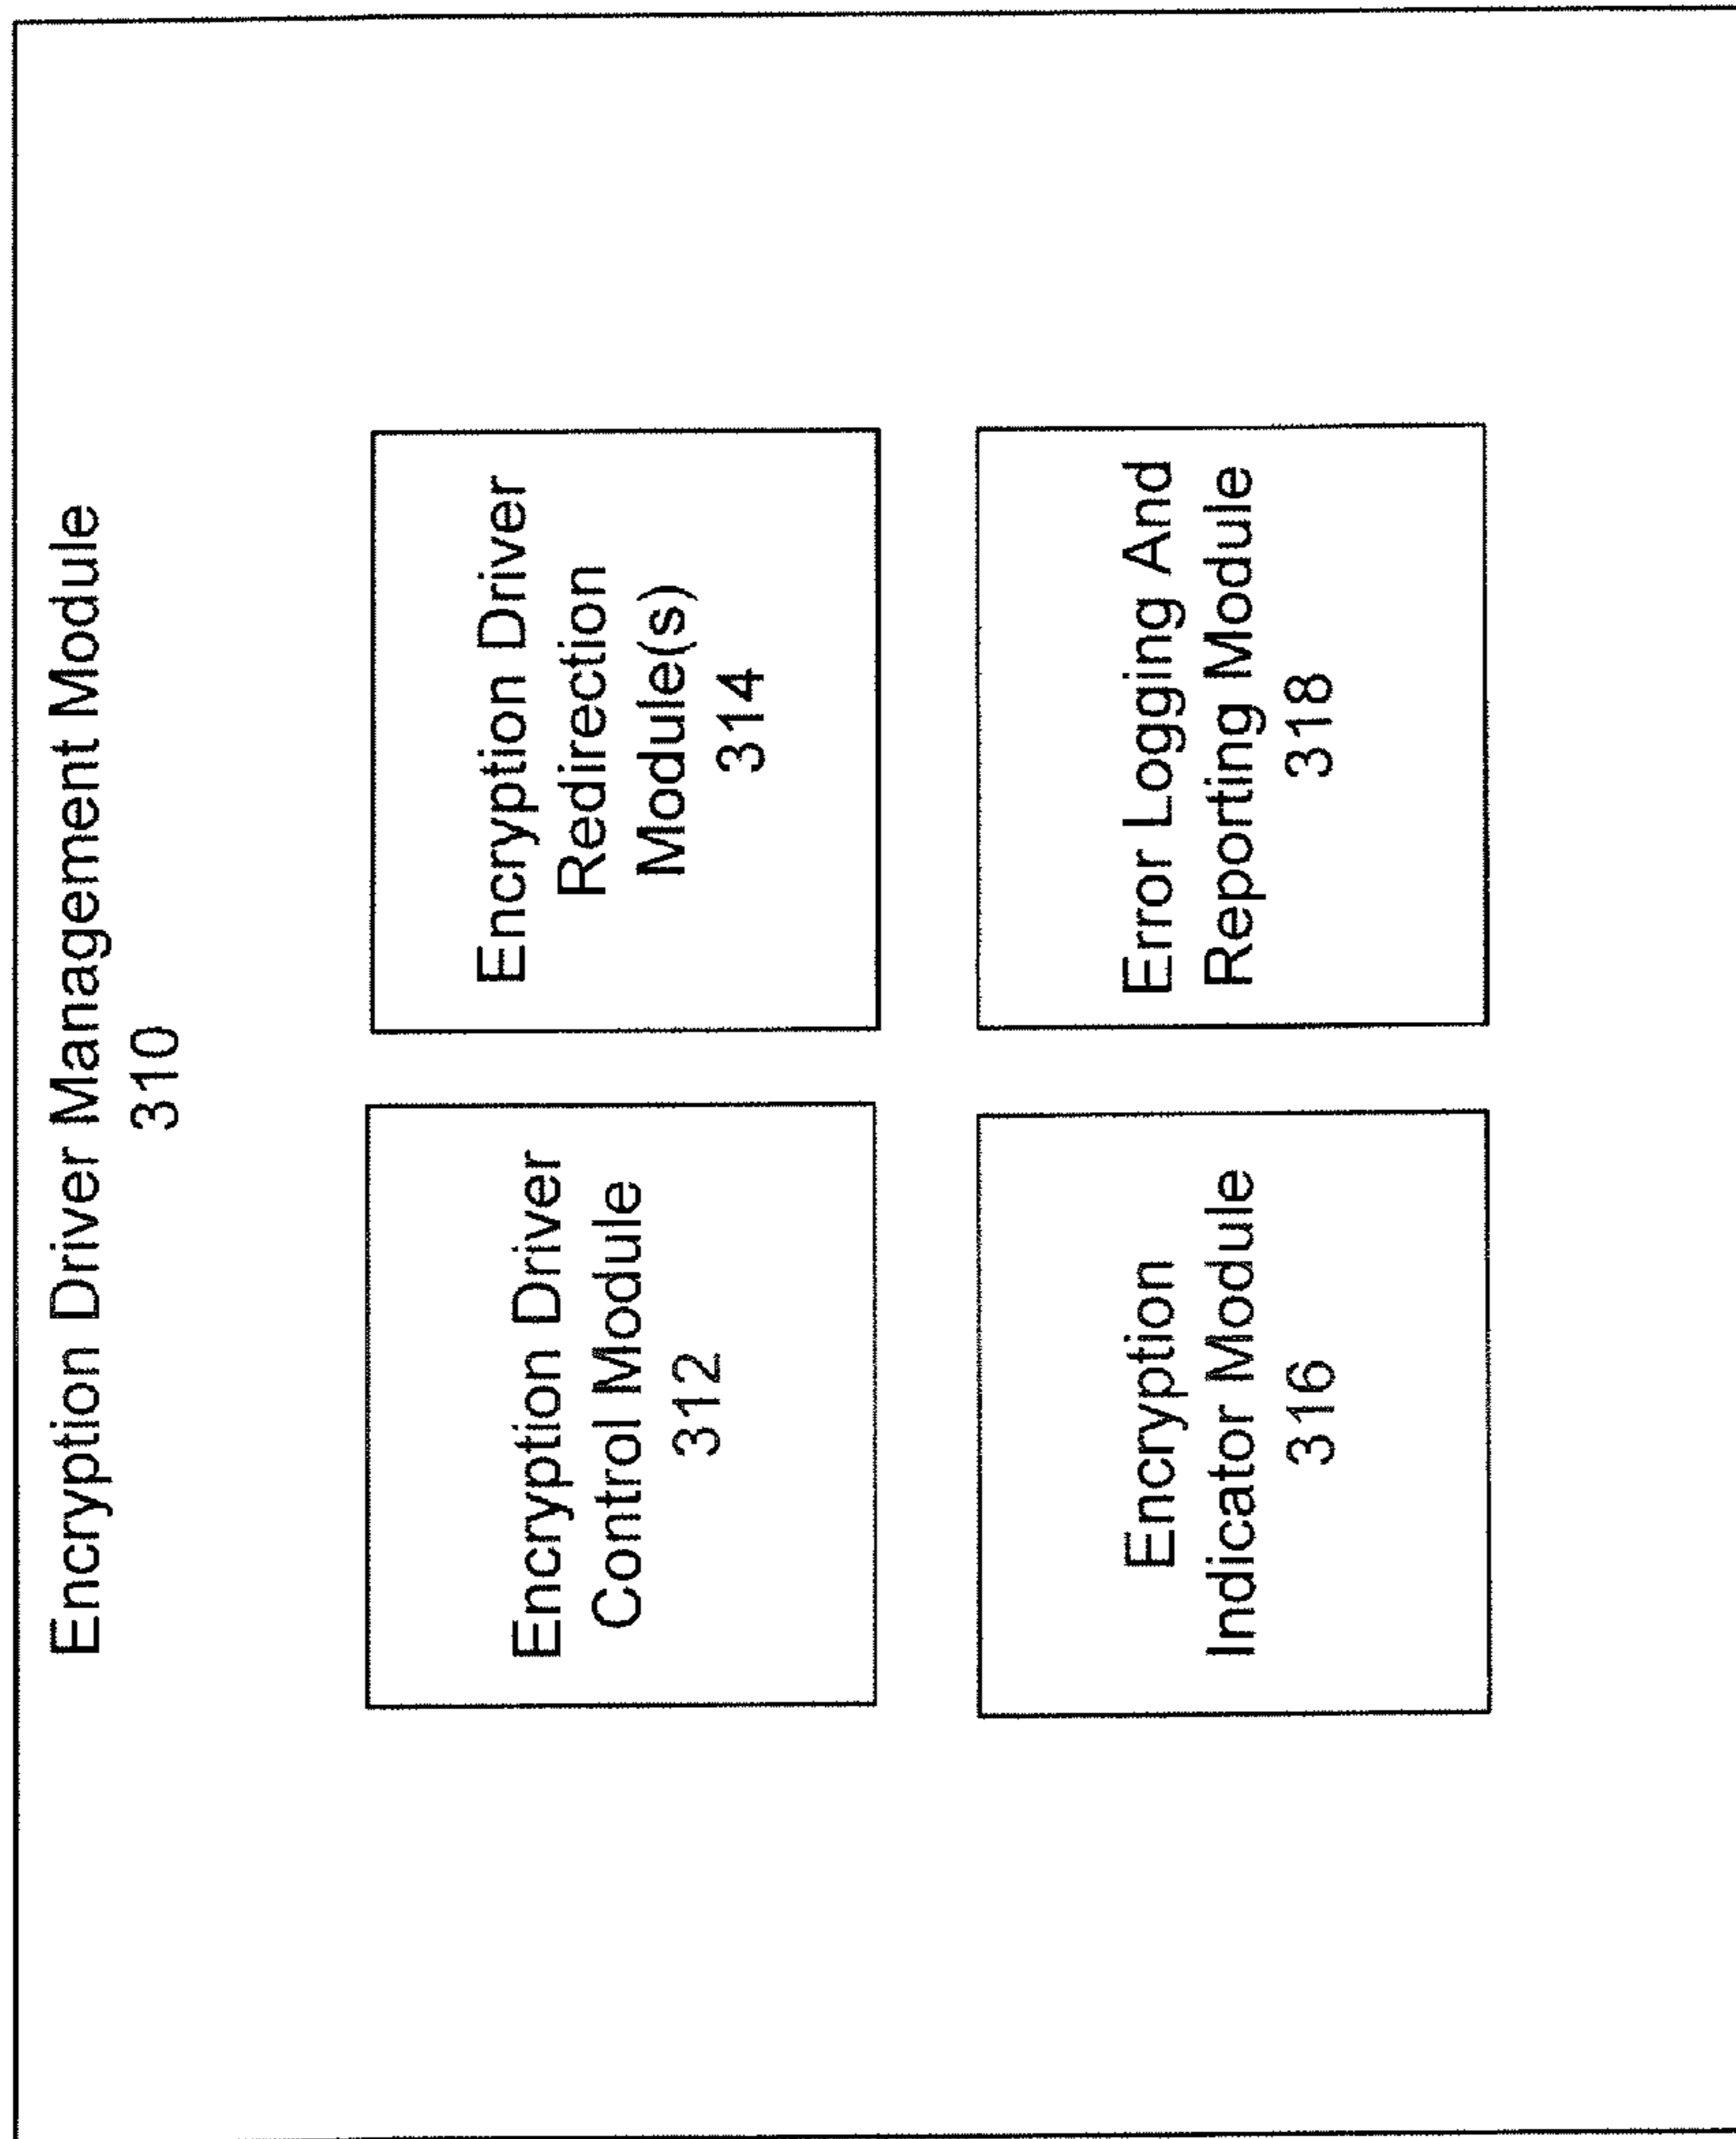 Encryption Driver Management Module
310
Encryption Driver
Control Module
312
Encryption Driver
Redirection
Module(s)
314
Encryption
Indicator Module
316
Error Logging And
Reporting Module
318